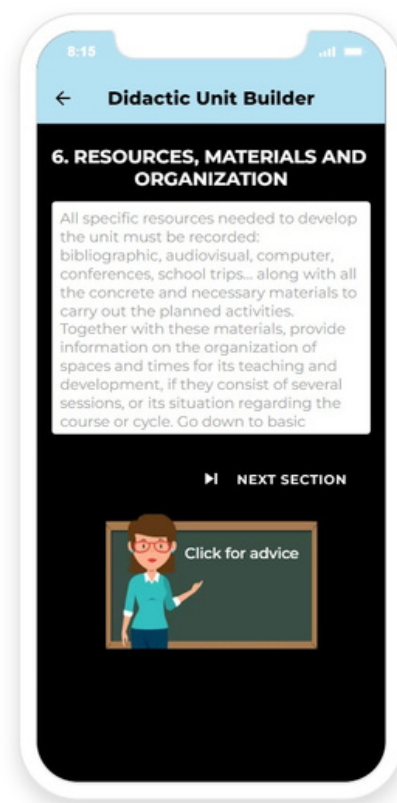 8:15
Didactic Unit Builder
6. RESOURCES, MATERIALS AND
ORGANIZATION
All specific resources needed to develop
the unit must be recorded:
bibliographic, audiovisual, computer,
conferences, school trips... along with all
the concrete and necessary materials to
carry out the planned activities.
Together with these materials, provide
information on the organization of
spaces and times for its teaching and
development, if they consist of several
sessions, or its situation regarding the
course or cycle. Go down to basic
NEXT SECTION
Click for advice